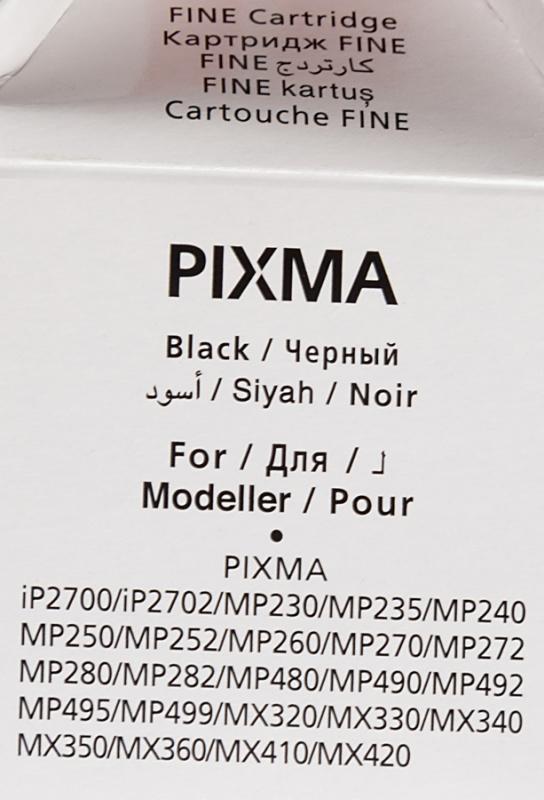 FINE Cartridge
Картридж FINE
FINE كارتردج
FINE kartuş
Cartouche FINE
PIXMA
Black / Черный
أسود / Siyah / Noir
For / Для / لـ
Modeller / Pour
•
PIXMA
iP2700/iP2702/MP230/MP235/MP240
MP250/MP252/MP260/MP270/MP272
MP280/MP282/MP480/MP490/MP492
MP495/MP499/MX320/MX330/MX340
MX350/MX360/MX410/MX420